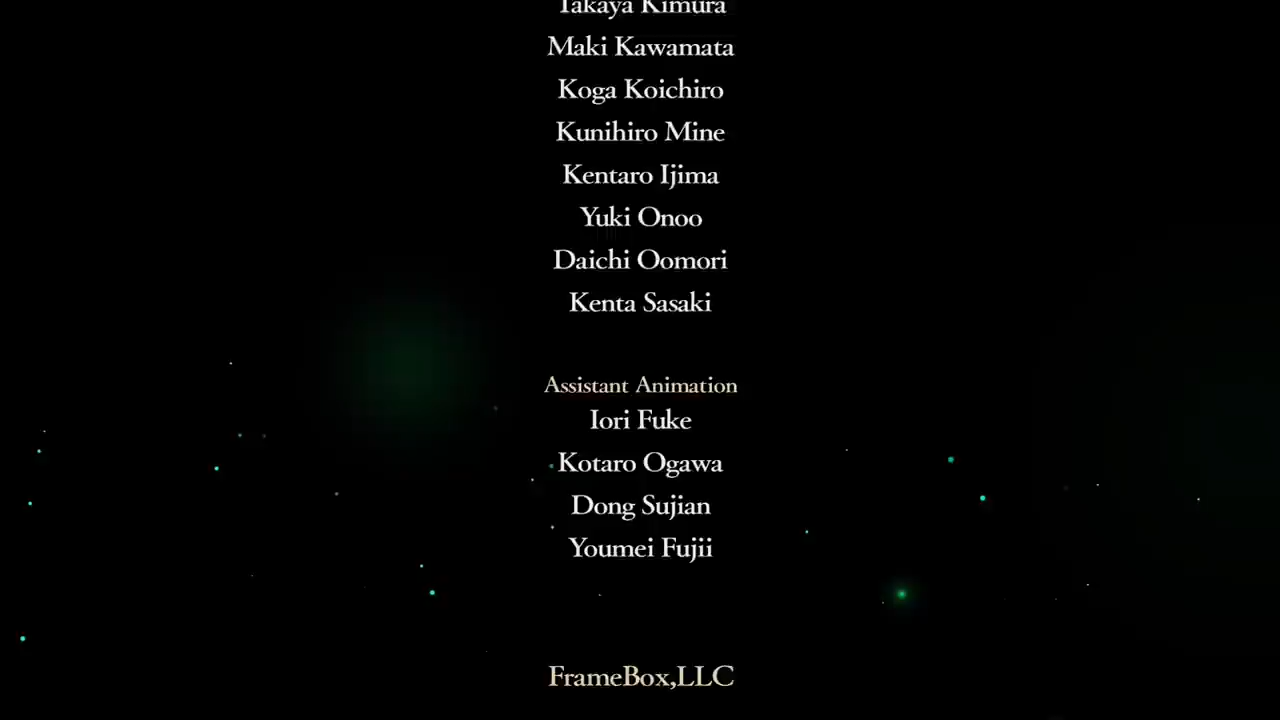 Takaya Kimura
Maki Kawamata
Koga Koichiro
Kunihiro Mine
Kentaro Ijima
Yuki Onoo
Daichi Oomori
Kenta Sasaki
Assistant Animation
Iori Fuke
Kotaro Ogawa
Dong Sujian
Youmei Fujii
FrameBox,LLC